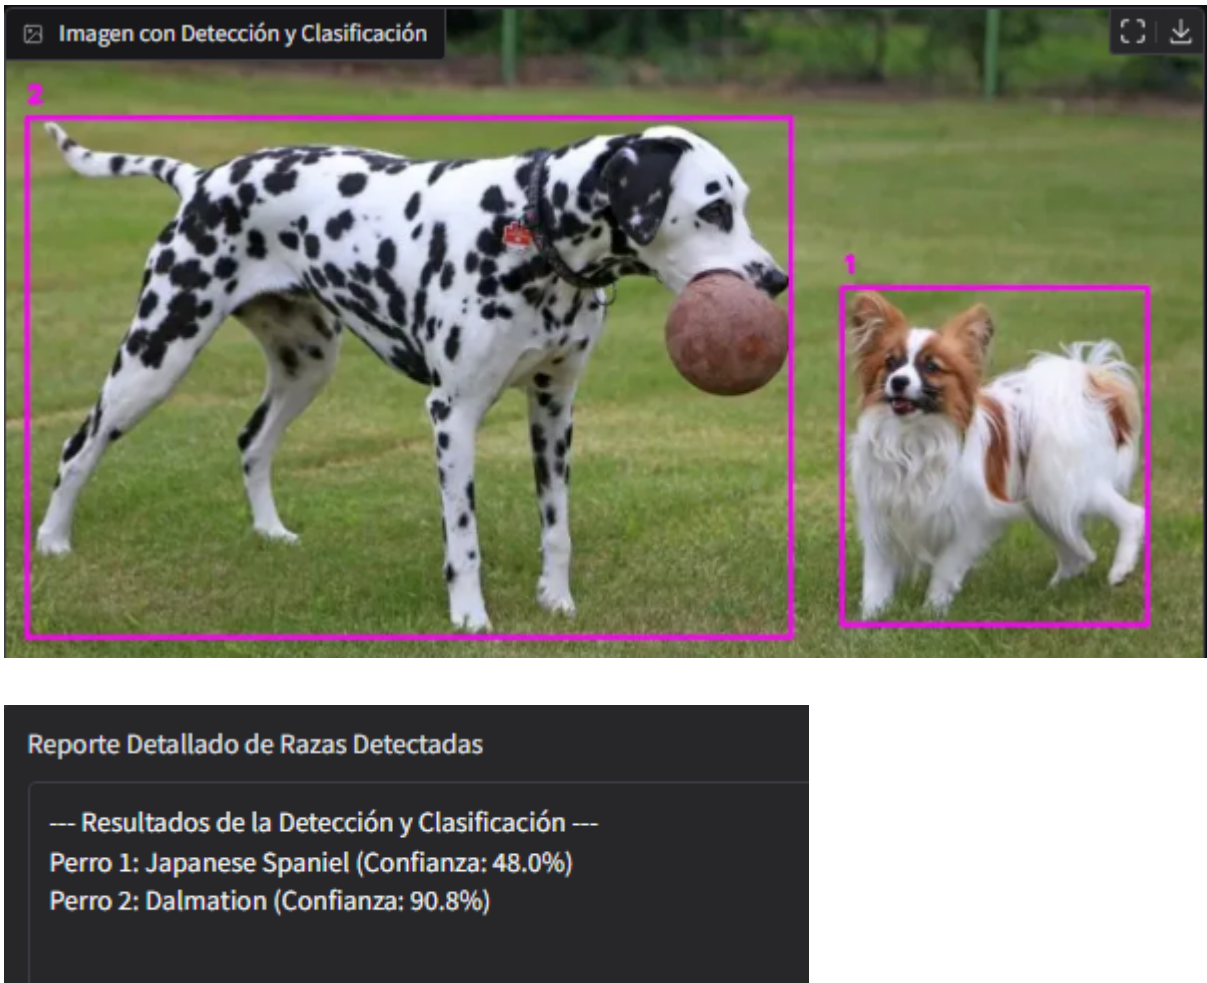 Imagen con Detección y Clasificación
2
1
Reporte Detallado de Razas Detectadas
--- Resultados de la Detección y Clasificación ---
Perro 1: Japanese Spaniel (Confianza: 48.0%)
Perro 2: Dalmation (Confianza: 90.8%)